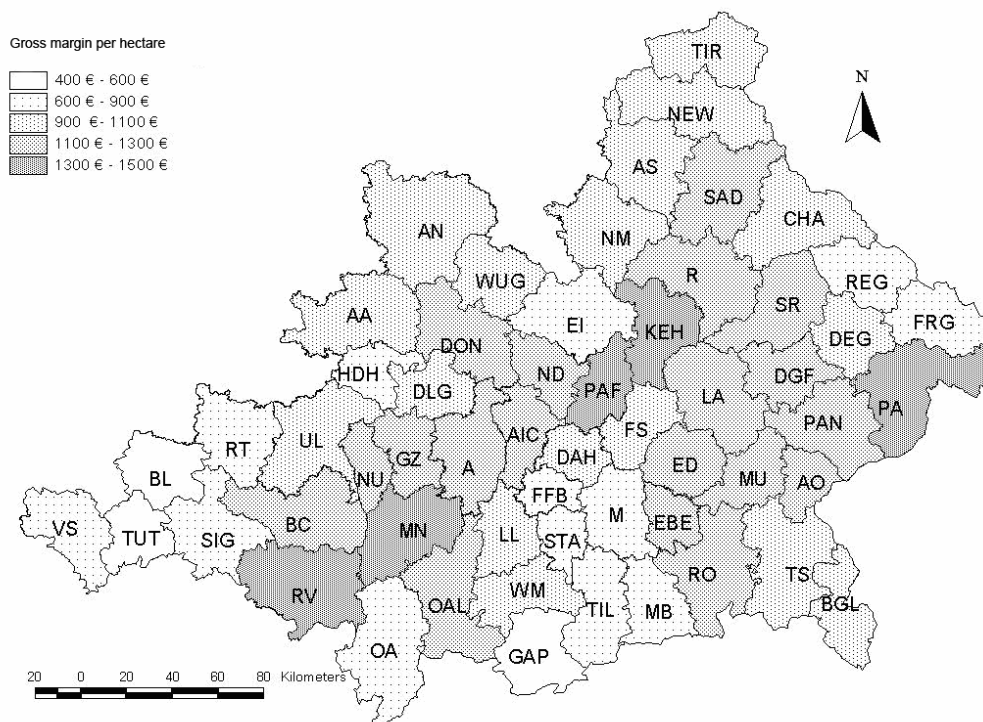 Gross margin per hectare
400 € - 600 €
600 € - 900 €
900 €- 1100 €
1100 € - 1300 €
1300 € - 1500 €
N
TIR
NEW
AS
SAD
CHA
AN
NM
WUG
R
REG
SR
AA
EI
KEH
FRG
DON
DEG
HDH
DLG
ND
PAF
DGF
LA
PA
PAN
RT
UL
AIC
FS
GZ
A
DAH
ED
MU
AO
BL
NU
FFB
VS
TUT
SIG
BC
MN
LL
STA
M
EBE
RV
OAL
WM
TIL
MB
RO
TS
BGL
OA
GAP
20 0 20 40 60 80 Kilometers